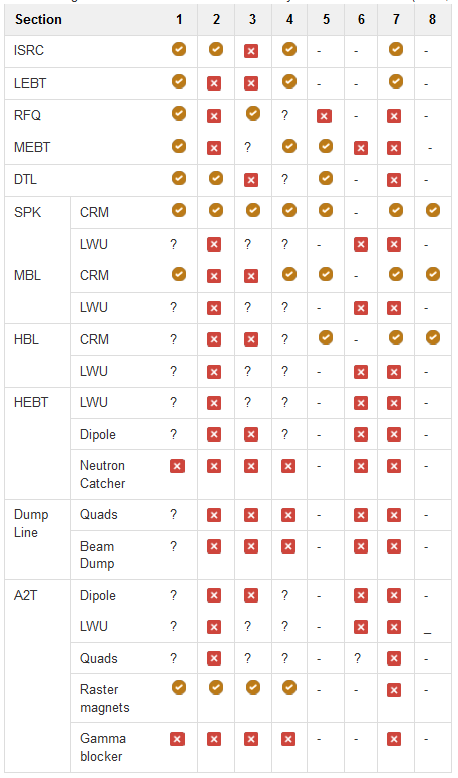 Section 1 2 3 4 5 6 7 8
ISRC - - -
LEBT - - -
RFQ ? - -
MEBT ? -
DTL ? - -
SPK CRM -
LWU ? ? ? - -
MBL CRM -
LWU ? ? ? - -
HBL CRM ? ? -
LWU ? ? ? - -
HEBT LWU ? ? ? - -
Dipole ? ? - -
Neutron - -
Catcher
Dump Quads ? - -
Line
Beam ? - -
Dump
A2T Dipole ? ? - -
LWU ? ? ? - _
Quads ? ? ? - ? -
Raster - - -
magnets
Gamma - - -
blocker